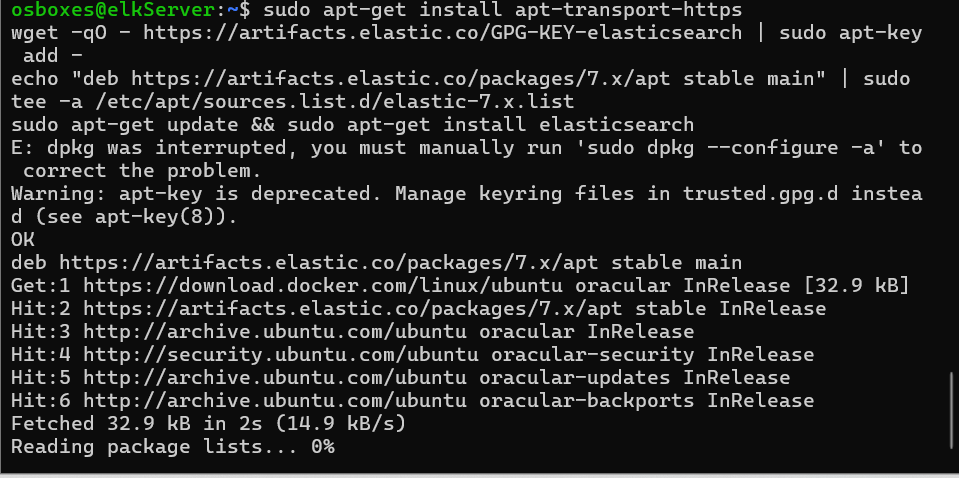 osboxes@elkServer:~$ sudo apt-get install apt-transport-https
wget -qO - https://artifacts.elastic.co/GPG-KEY-elasticsearch | sudo apt-key
 add -
echo "deb https://artifacts.elastic.co/packages/7.x/apt stable main" | sudo
tee -a /etc/apt/sources.list.d/elastic-7.x.list
sudo apt-get update && sudo apt-get install elasticsearch
E: dpkg was interrupted, you must manually run 'sudo dpkg --configure -a' to
 correct the problem.
Warning: apt-key is deprecated. Manage keyring files in trusted.gpg.d instea
d (see apt-key(8)).
OK
deb https://artifacts.elastic.co/packages/7.x/apt stable main
Get:1 https://download.docker.com/linux/ubuntu oracular InRelease [32.9 kB]
Hit:2 https://artifacts.elastic.co/packages/7.x/apt stable InRelease
Hit:3 http://archive.ubuntu.com/ubuntu oracular InRelease
Hit:4 http://security.ubuntu.com/ubuntu oracular-security InRelease
Hit:5 http://archive.ubuntu.com/ubuntu oracular-updates InRelease
Hit:6 http://archive.ubuntu.com/ubuntu oracular-backports InRelease
Fetched 32.9 kB in 2s (14.9 kB/s)
Reading package lists... 0%